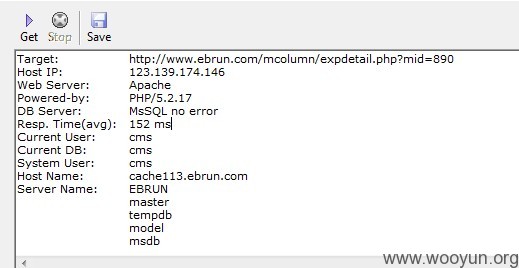 Get Stop Save
Target: http://www.ebrun.com/mcolumn/expdetail.php?mid=890
Host IP: 123.139.174.146
Web Server: Apache
Powered-by: PHP/5.2.17
DB Server: MsSQL no error
Resp. Time(avg): 152 ms
Current User: cms
Current DB: cms
System User: cms
Host Name: cache113.ebrun.com
Server Name: EBRUN
master
tempdb
model
msdb
www.wooyun.org